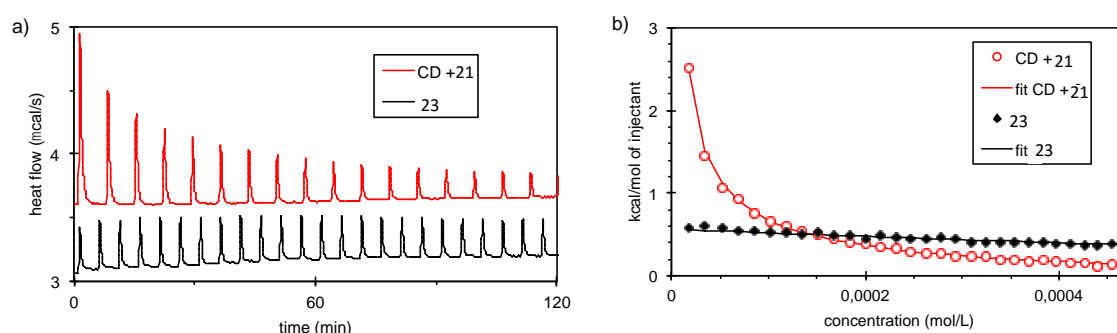 a)
5
4
3
heat flow (mcal/s)
CD +21
23
0
60
120
time (min)
b)
3
2
1
0
kcal/mol of injectant
CD +21
fit CD +21
23
fit 23
0
0,0002
0,0004
concentration (mol/L)